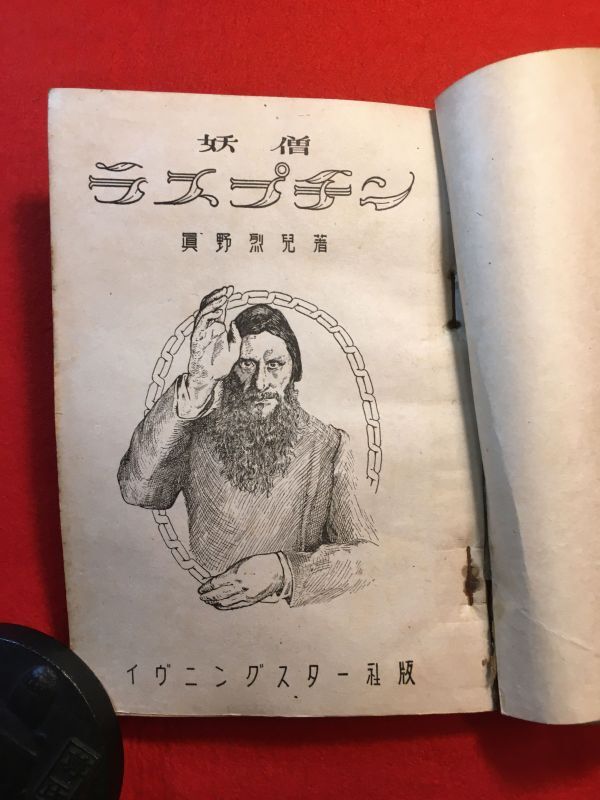 妖僧
ラスプチン
眞野烈兒著
イヴニングスター社版